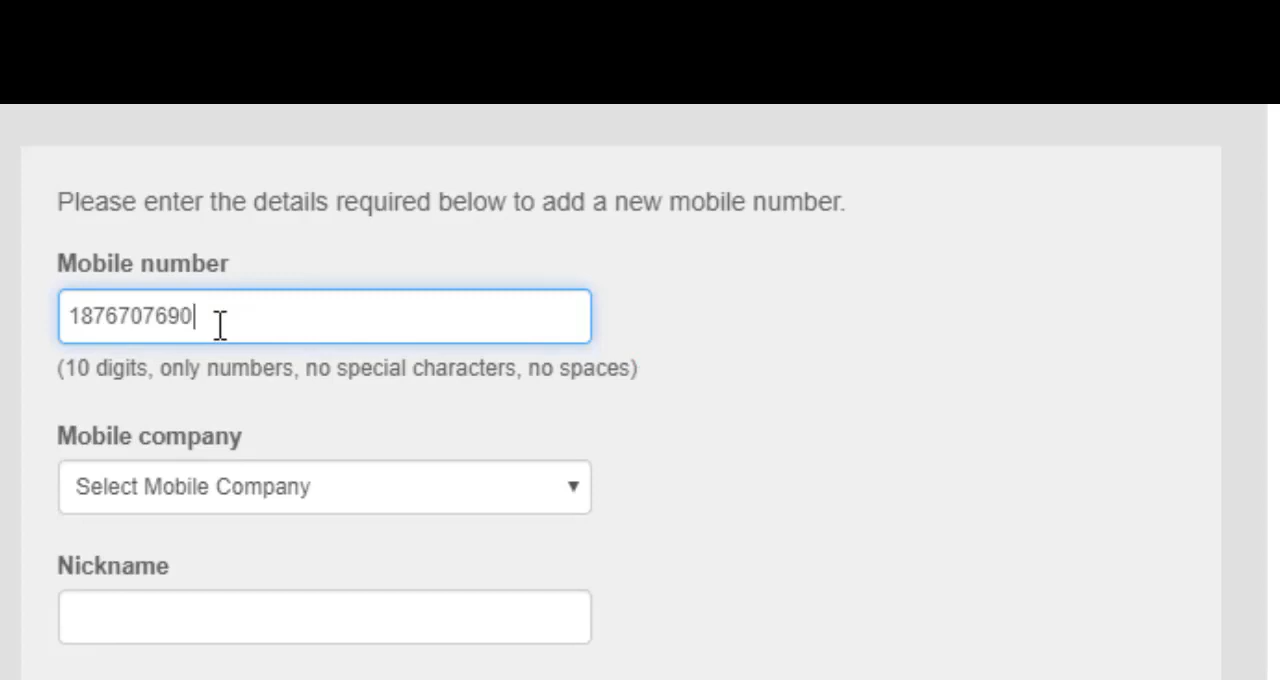 Please enter the details required below to add a new mobile number.
Mobile number
1876707690
(10 digits, only numbers, no special characters, no spaces)
Mobile company
Select Mobile Company
Nickname